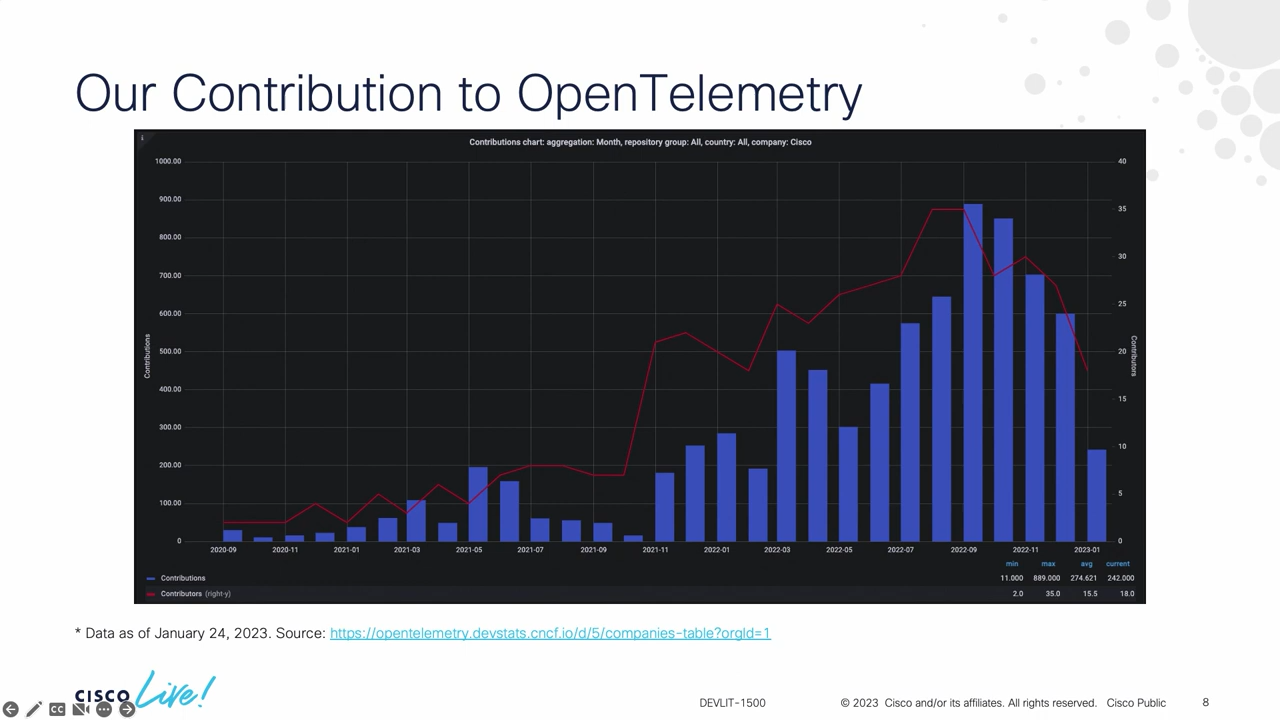 Our Contribution to OpenTelemetry
i
Contributions chart: aggregation: Month, repository group: All, country: All, company: Cisco
1000.00
900.00
800.00
700.00
600.00
500.00
400.00
300.00
200.00
100.00
0
Contributions
40
35
30
25
20
15
10
5
0
Contributors
2020-09 2020-11 2021-01 2021-03 2021-05 2021-07 2021-09 2021-11 2022-01 2022-03 2022-05 2022-07 2022-09 2022-11 2023-01
min max avg current
Contributions 11.000 889.000 274.621 242.000
Contributors (right-y) 2.0 35.0 15.5 18.0
* Data as of January 24, 2023. Source: https://opentelemetry.devstats.cncf.io/d/5/companies-table?orgId=1
CISCO Live!
CC
DEVLIT-1500 © 2023 Cisco and/or its affiliates. All rights reserved. Cisco Public 8